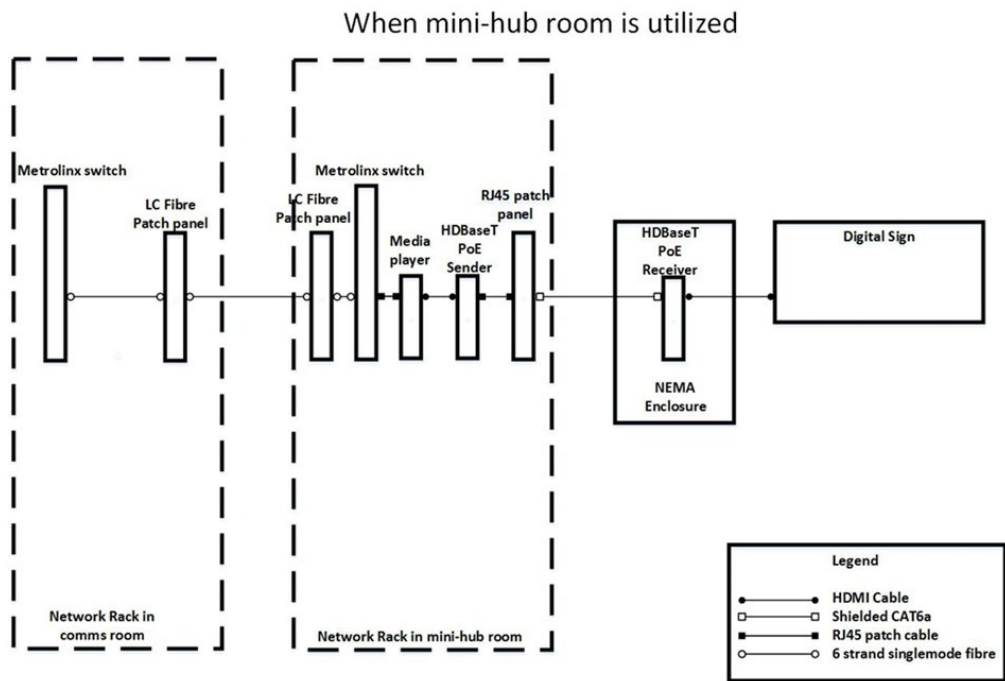 When mini-hub room is utilized
Metrolinx switch
LC Fibre
Patch panel
LC Fibre
Patch panel
Metrolinx switch
Media
player
HDBaseT
PoE
Sender
RJ45 patch
panel
HDBaseT
PoE
Receiver
NEMA
Enclosure
Digital Sign
Network Rack in
comms room
Network Rack in mini-hub room
Legend
HDMI Cable
Shielded CAT6a
RJ45 patch cable
6 strand singlemode fibre